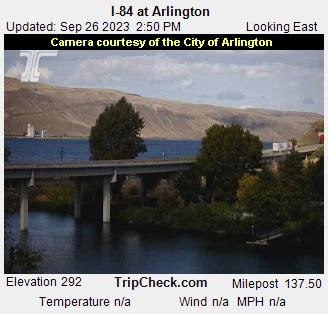 I-84 at Arlington
Updated: Sep 26 2023 2:50 PM Looking East
Camera courtesy of the City of Arlington
Elevation 292 TripCheck.com Milepost 137.50
Temperature n/a Wind n/a MPH n/a